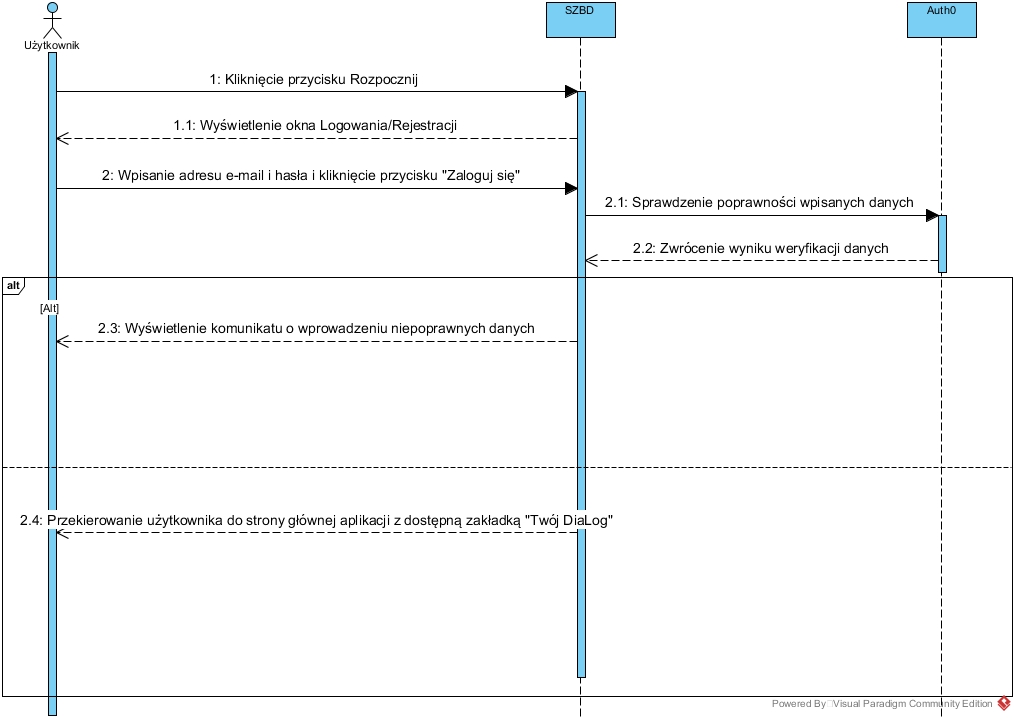 SZBD
Auth0
Użytkownik
1: Kliknięcie przycisku Rozpocznij
1.1: Wyświetlenie okna Logowania/Rejestracji
2: Wpisanie adresu e-mail i hasła i kliknięcie przycisku "Zaloguj się"
2.1: Sprawdzenie poprawności wpisanych danych
2.2: Zwrócenie wyniku weryfikacji danych
alt
[Alt]
2.3: Wyświetlenie komunikatu o wprowadzeniu niepoprawnych danych
2.4: Przekierowanie użytkownika do strony głównej aplikacji z dostępną zakładką "Twój DiaLog"
Powered By Visual Paradigm Community Edition